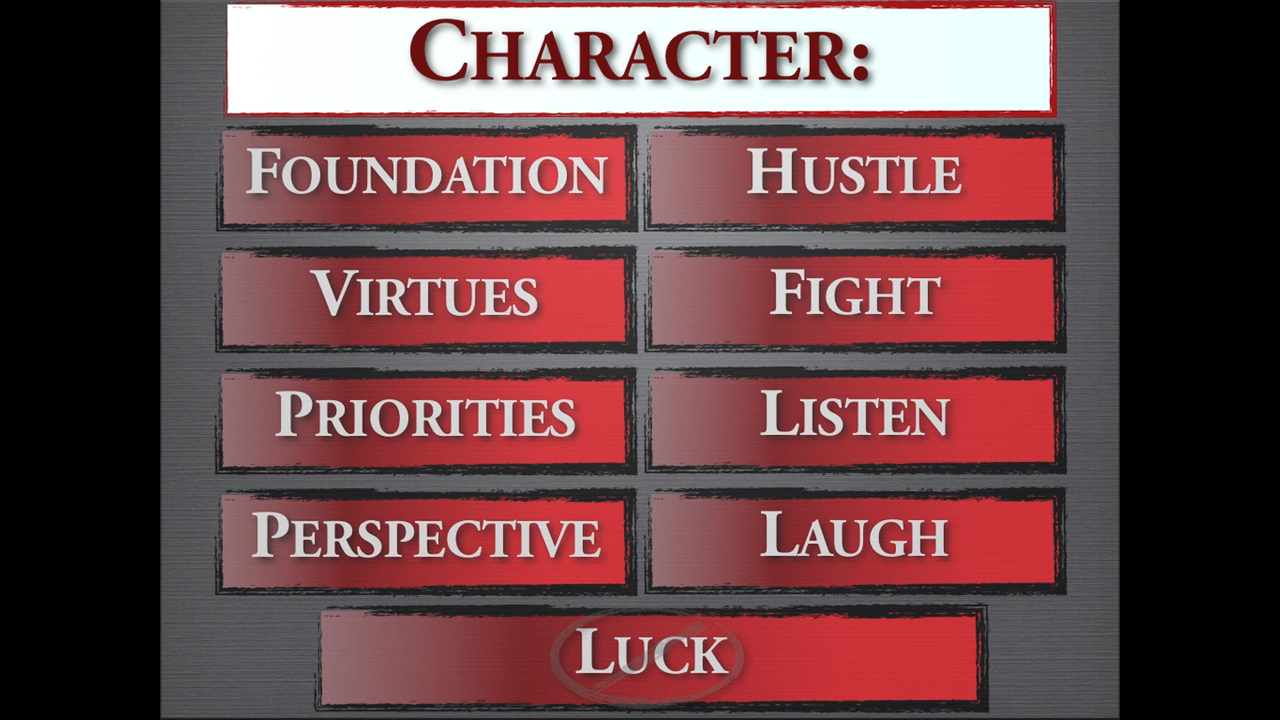 CHARACTER:
FOUNDATION
HUSTLE
VIRTUES
FIGHT
PRIORITIES
LISTEN
PERSPECTIVE
LAUGH
LUCK